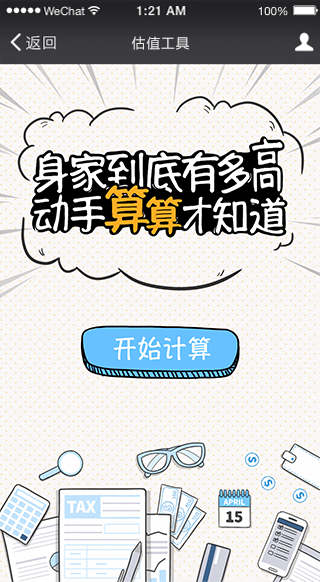 WeChat 1:21 AM 100%
返回 估值工具
身家到底有多高
动手算算才知道
开始计算
TAX
$
$
$
APRIL
15